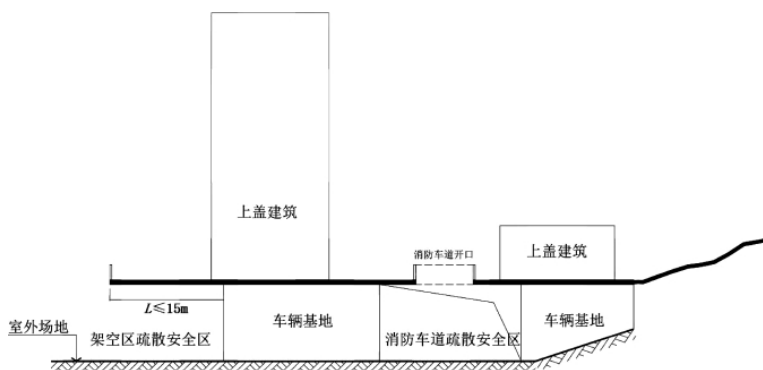 上盖建筑
消防车道开口
上盖建筑
L≤15m
车辆基地
车辆基地
室外场地
架空区疏散安全区
消防车道疏散安全区